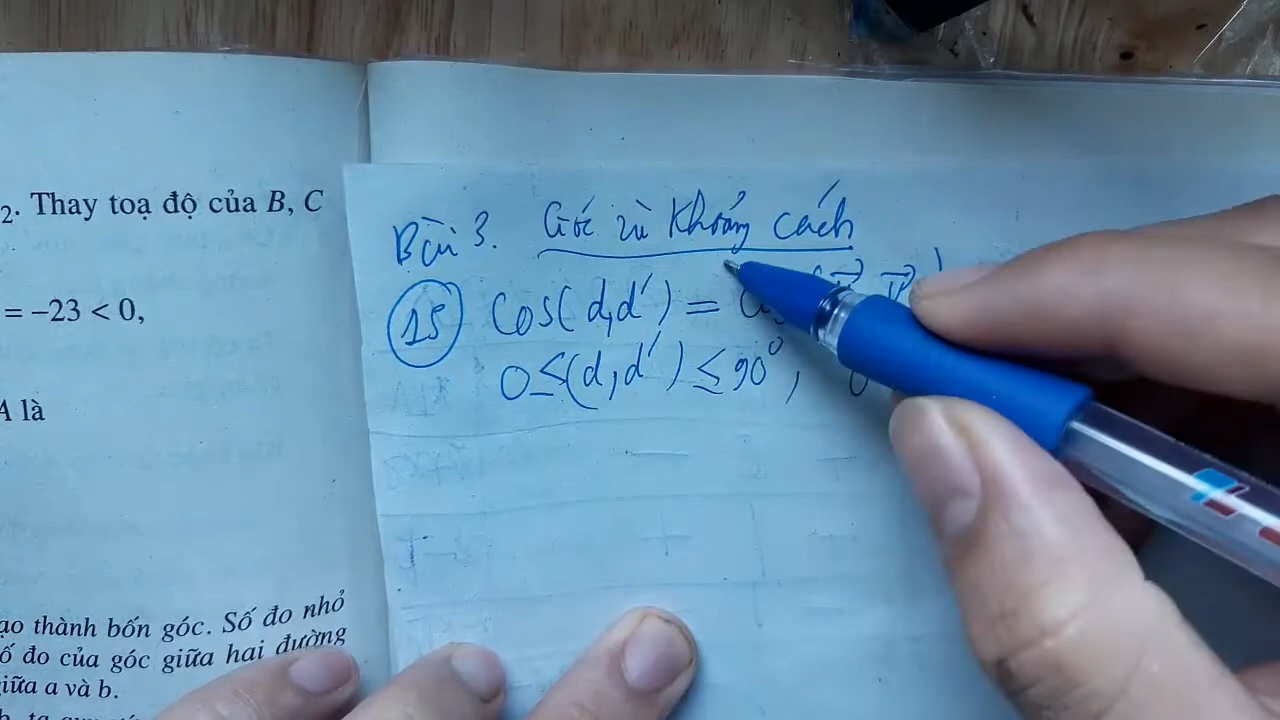 2. Thay toạ độ của B, C
= −23 < 0,
A là
ạo thành bốn góc. Số đo nhỏ
ố đo của góc giữa hai đường
giữa a và b.
Bài 3. Góc và Khoảng cách
15 Cos(d,d') =
0≤(d,d')≤90°, 0